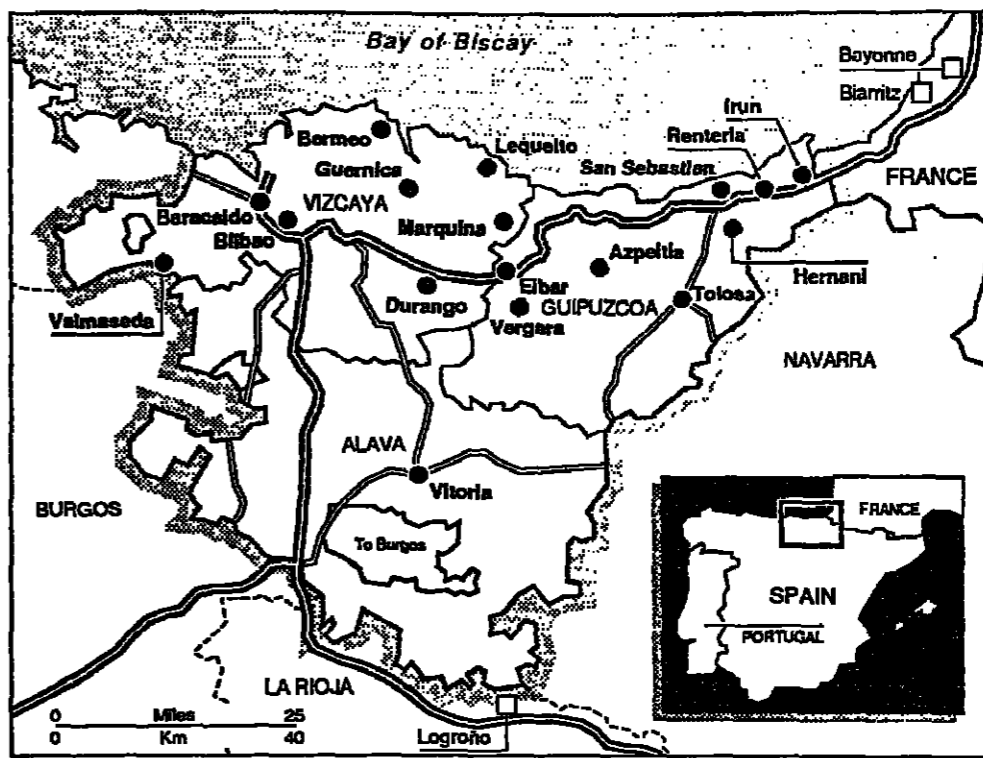 Bay of Biscay
Bayonne
Biarritz
Irun
Renteria
San Sebastian
FRANCE
Bermeo
Lequeito
Guernica
VIZCAYA
Baracaldo
Bilbao
Marquina
Azpeitia
Hernani
Eibar
Durango
GUIPUZCOA
Tolosa
Vergara
Valmaseda
NAVARRA
ALAVA
Vitoria
BURGOS
To Burgos
FRANCE
SPAIN
PORTUGAL
LA RIOJA
0 Miles 25
0 Km 40
Logroño